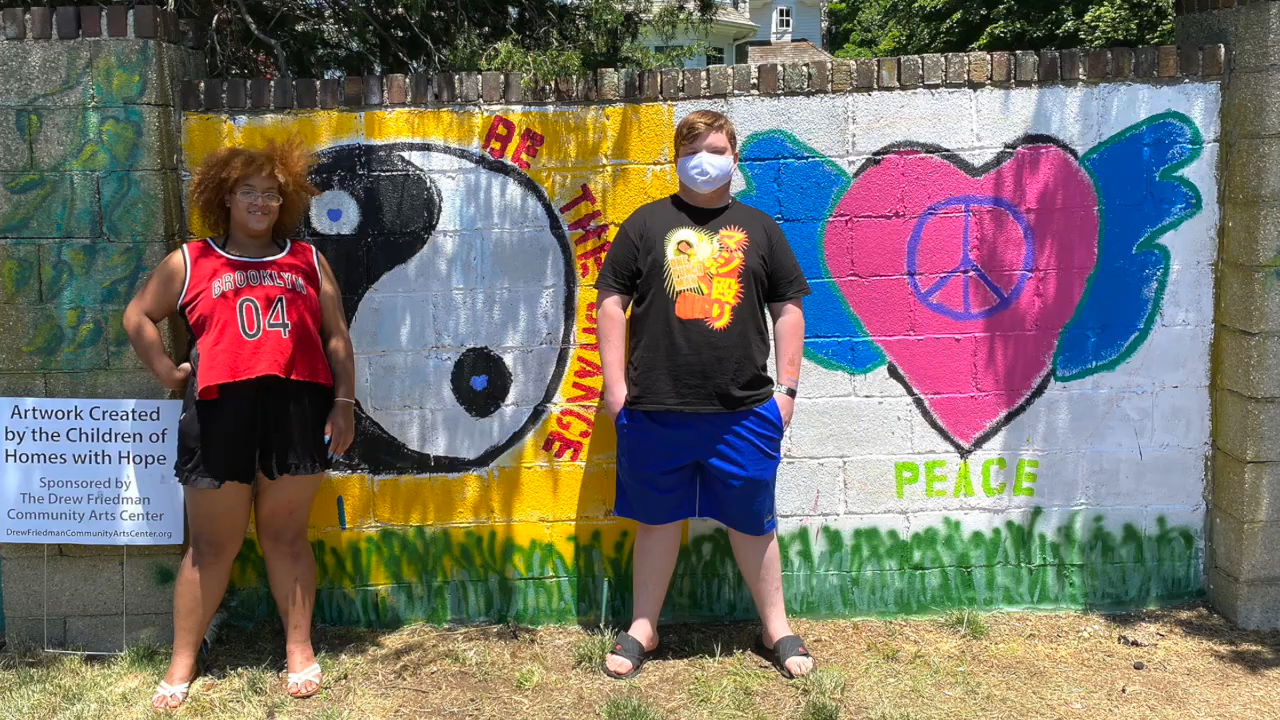 BE
THE CHANCE
BROOKLYN
04
PEACE
Artwork Created
by the Children of
Homes with Hope
Sponsored by
The Drew Friedman
Community Arts Center
DrewFriedmanCommunityArtsCenter.org